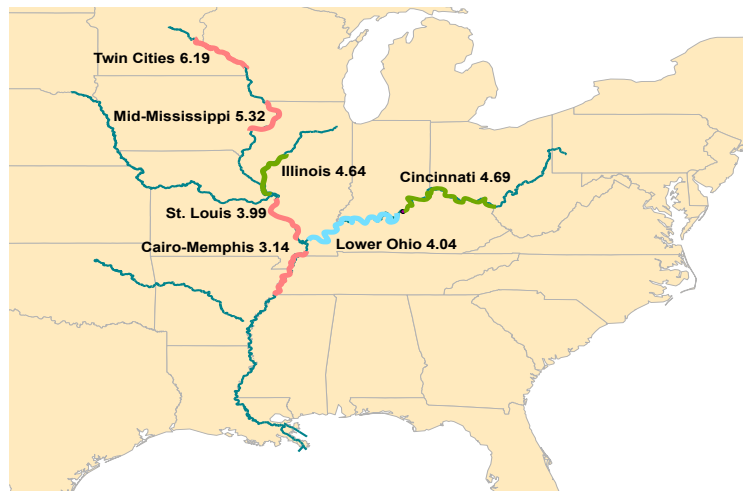 Twin Cities 6.19
Mid-Mississippi 5.32
Illinois 4.64
Cincinnati 4.69
St. Louis 3.99
Cairo-Memphis 3.14
Lower Ohio 4.04